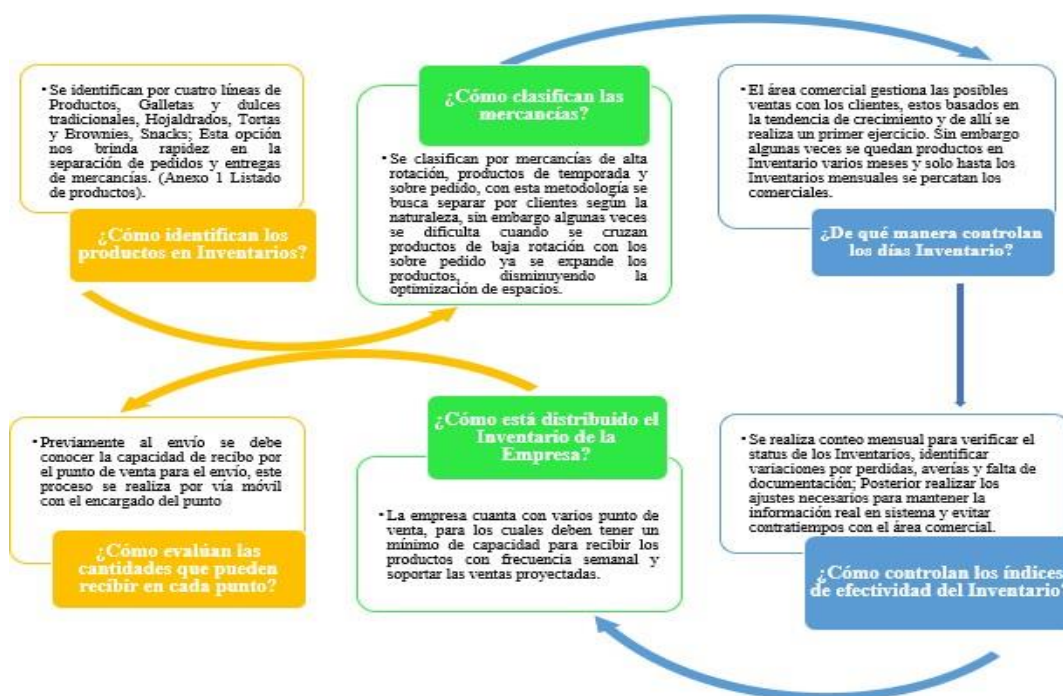 • Se identifican por cuatro líneas de
Productos, Galletas y dulces
tradicionales, Hojaldrados, Tortas
y Brownies, Snacks; Esta opción
nos brinda rapidez en la
separación de pedidos y entregas
de mercancías. (Anexo 1 Listado
de productos).
¿Cómo identifican los
productos en Inventarios?
¿Cómo clasifican las
mercancías?
• Se clasifican por mercancías de alta
rotación, productos de temporada y
sobre pedido, con esta metodología se
busca separar por clientes según la
naturaleza, sin embargo algunas veces
se dificulta cuando se cruzan
productos de baja rotación con los
sobre pedido ya se expande los
productos, disminuyendo la
optimización de espacios.
• El área comercial gestiona las posibles
ventas con los clientes, estos basados en
la tendencia de crecimiento y de allí se
realiza un primer ejercicio. Sin embargo
algunas veces se quedan productos en
Inventario varios meses y solo hasta los
Inventarios mensuales se percatan los
comerciales.
¿De qué manera controlan
los días Inventario?
• Se realiza conteo mensual para verificar el
status de los Inventarios, identificar
variaciones por perdidas, averías y falta de
documentación; Posterior realizar los
ajustes necesarios para mantener la
información real en sistema y evitar
contratiempos con el área comercial.
¿Cómo controlan los índices
de efectividad del Inventario?
¿Cómo está distribuido el
Inventario de la
Empresa?
• La empresa cuanta con varios punto de
venta, para los cuales deben tener un
mínimo de capacidad para recibir los
productos con frecuencia semanal y
soportar las ventas proyectadas.
• Previamente al envío se debe
conocer la capacidad de recibo por
el punto de venta para el envío, este
proceso se realiza por vía móvil
con el encargado del punto
¿Cómo evalúan las
cantidades que pueden
recibir en cada punto?